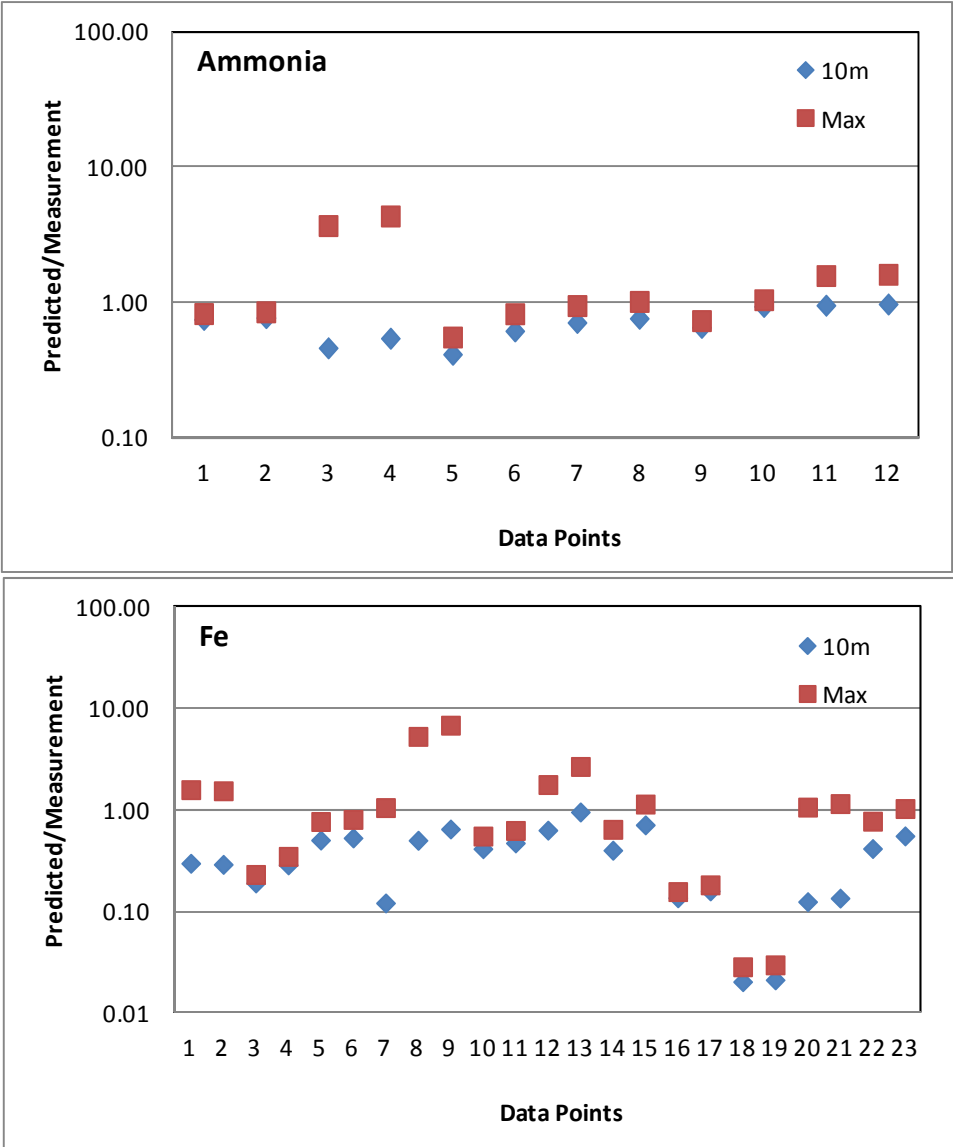 100.00
Ammonia
10m
Max
10.00
1.00
0.10
Predicted/Measurement
1 2 3 4 5 6 7 8 9 10 11 12
Data Points
100.00
Fe
10m
Max
10.00
1.00
0.10
0.01
Predicted/Measurement
1 2 3 4 5 6 7 8 9 10 11 12 13 14 15 16 17 18 19 20 21 22 23
Data Points